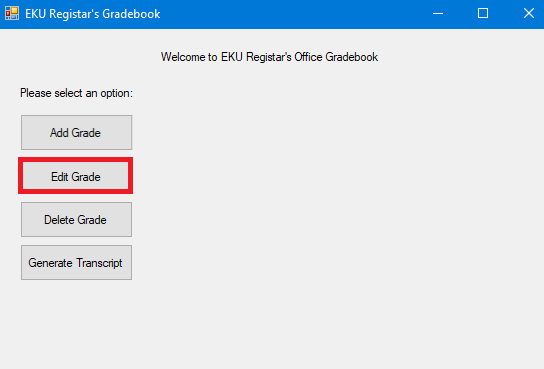 EKU Registar's Gradebook
Welcome to EKU Registar's Office Gradebook
Please select an option:
Add Grade
Edit Grade
Delete Grade
Generate Transcript